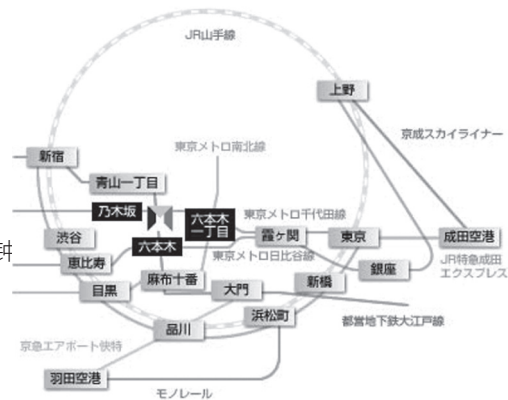 JR山手線
上野
京成スカイライナー
東京メトロ南北線
新宿
青山一丁目
乃木坂
六本木
一丁目
東京メトロ千代田線
渋谷
六本木
霞ヶ関
東京
成田空港
恵比寿
東京メトロ日比谷線
銀座
JR特急成田
エクスプレス
目黒
麻布十番
大門
新橋
浜松町
都営地下鉄大江戸線
品川
京急エアポート快特
羽田空港
モノレール